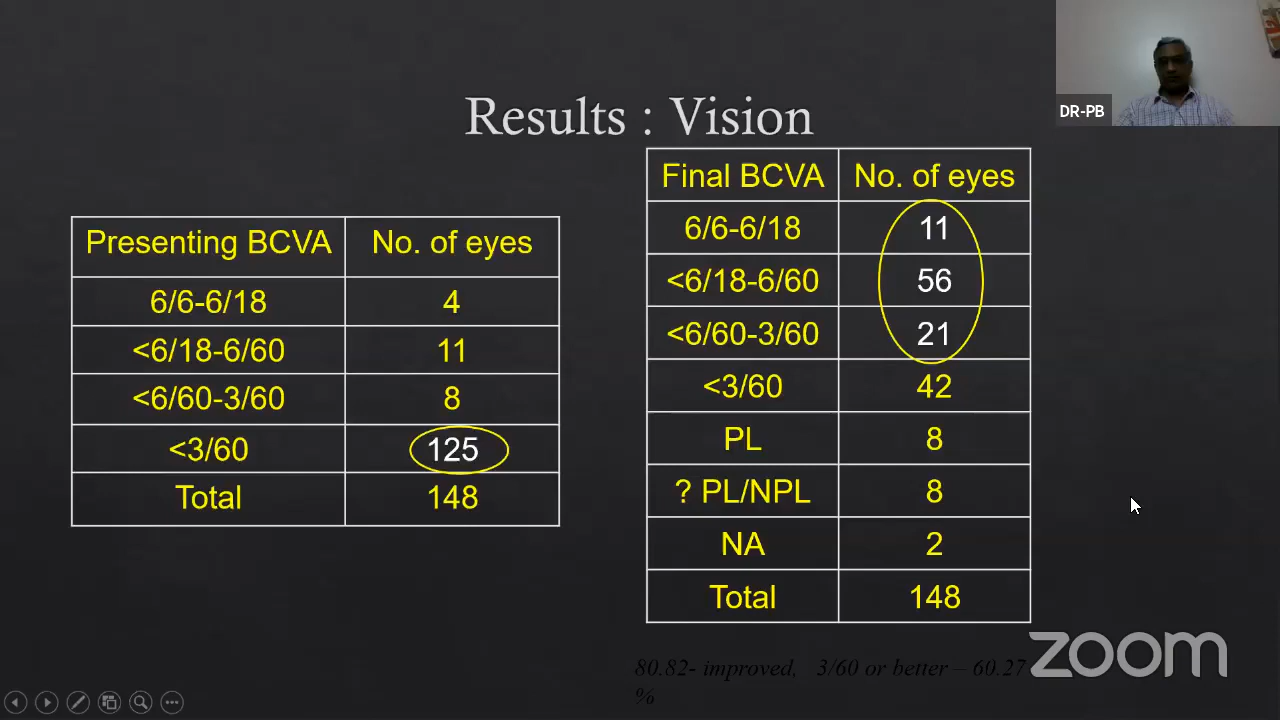 DR-PB
Results : Vision
Presenting BCVA No. of eyes
6/6-6/18 4
<6/18-6/60 11
<6/60-3/60 8
<3/60 125
Total 148
Final BCVA No. of eyes
6/6-6/18 11
<6/18-6/60 56
<6/60-3/60 21
<3/60 42
PL 8
? PL/NPL 8
NA 2
Total 148
80.82- improved, 3/60 or better – 60.27
%
zoom